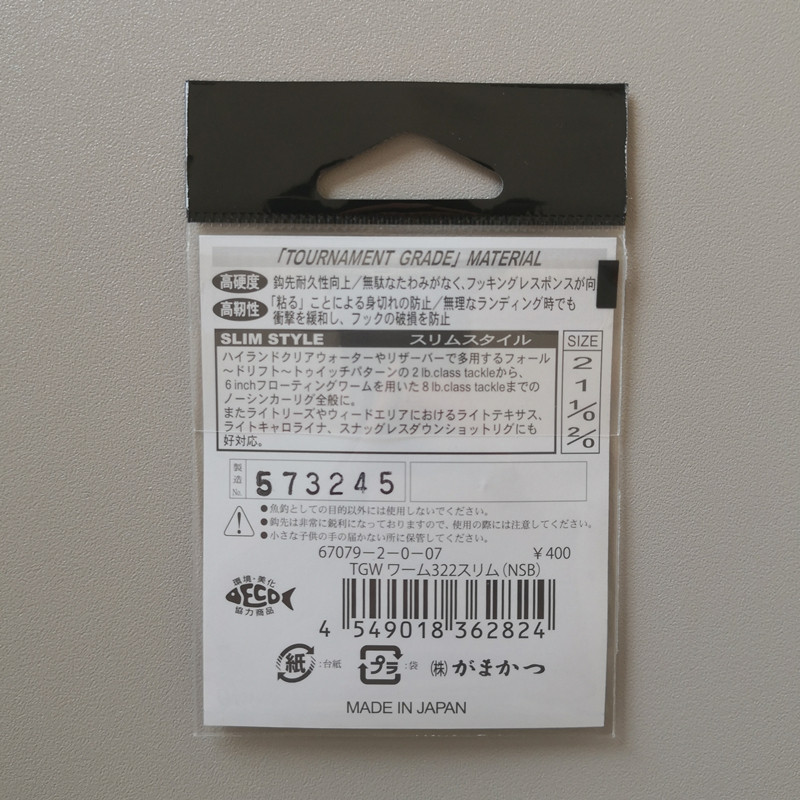 「TOURNAMENT GRADE」 MATERIAL
高硬度 鈎先耐久性向上／無駄なたわみがなく、フッキングレスポンスが向
高靭性 「粘る」ことによる身切れの防止／無理なランディング時でも
衝撃を緩和し、フックの破損を防止
SLIM STYLE スリムスタイル
ハイランドクリアウォーターやリザーバーで多用するフォール
～ドリフト～トゥイッチパターンの2 lb.class tackleから、
6 inchフローティングワームを用いた8 lb.class tackleまでの
ノーシンカーリグ全般に。
またライトリーズやウィードエリアにおけるライトテキサス、
ライトキャロライナ、スナッグレスダウンショットリグにも
好対応。
SIZE
2
1
1/0
2/0
製造No. 573245
●魚釣としての目的以外には使用しないでください。
●鈎先は非常に鋭利になっておりますので、使用の際には注意してください。
●小さな子供の手の届かない所に保管してください。
67079-2-0-07 ￥400
TGW ワーム322スリム(NSB)
環境・美化
ECO
協力商品
4 549018 362824
紙 :台紙 プラ :袋 (株)がまかつ
MADE IN JAPAN